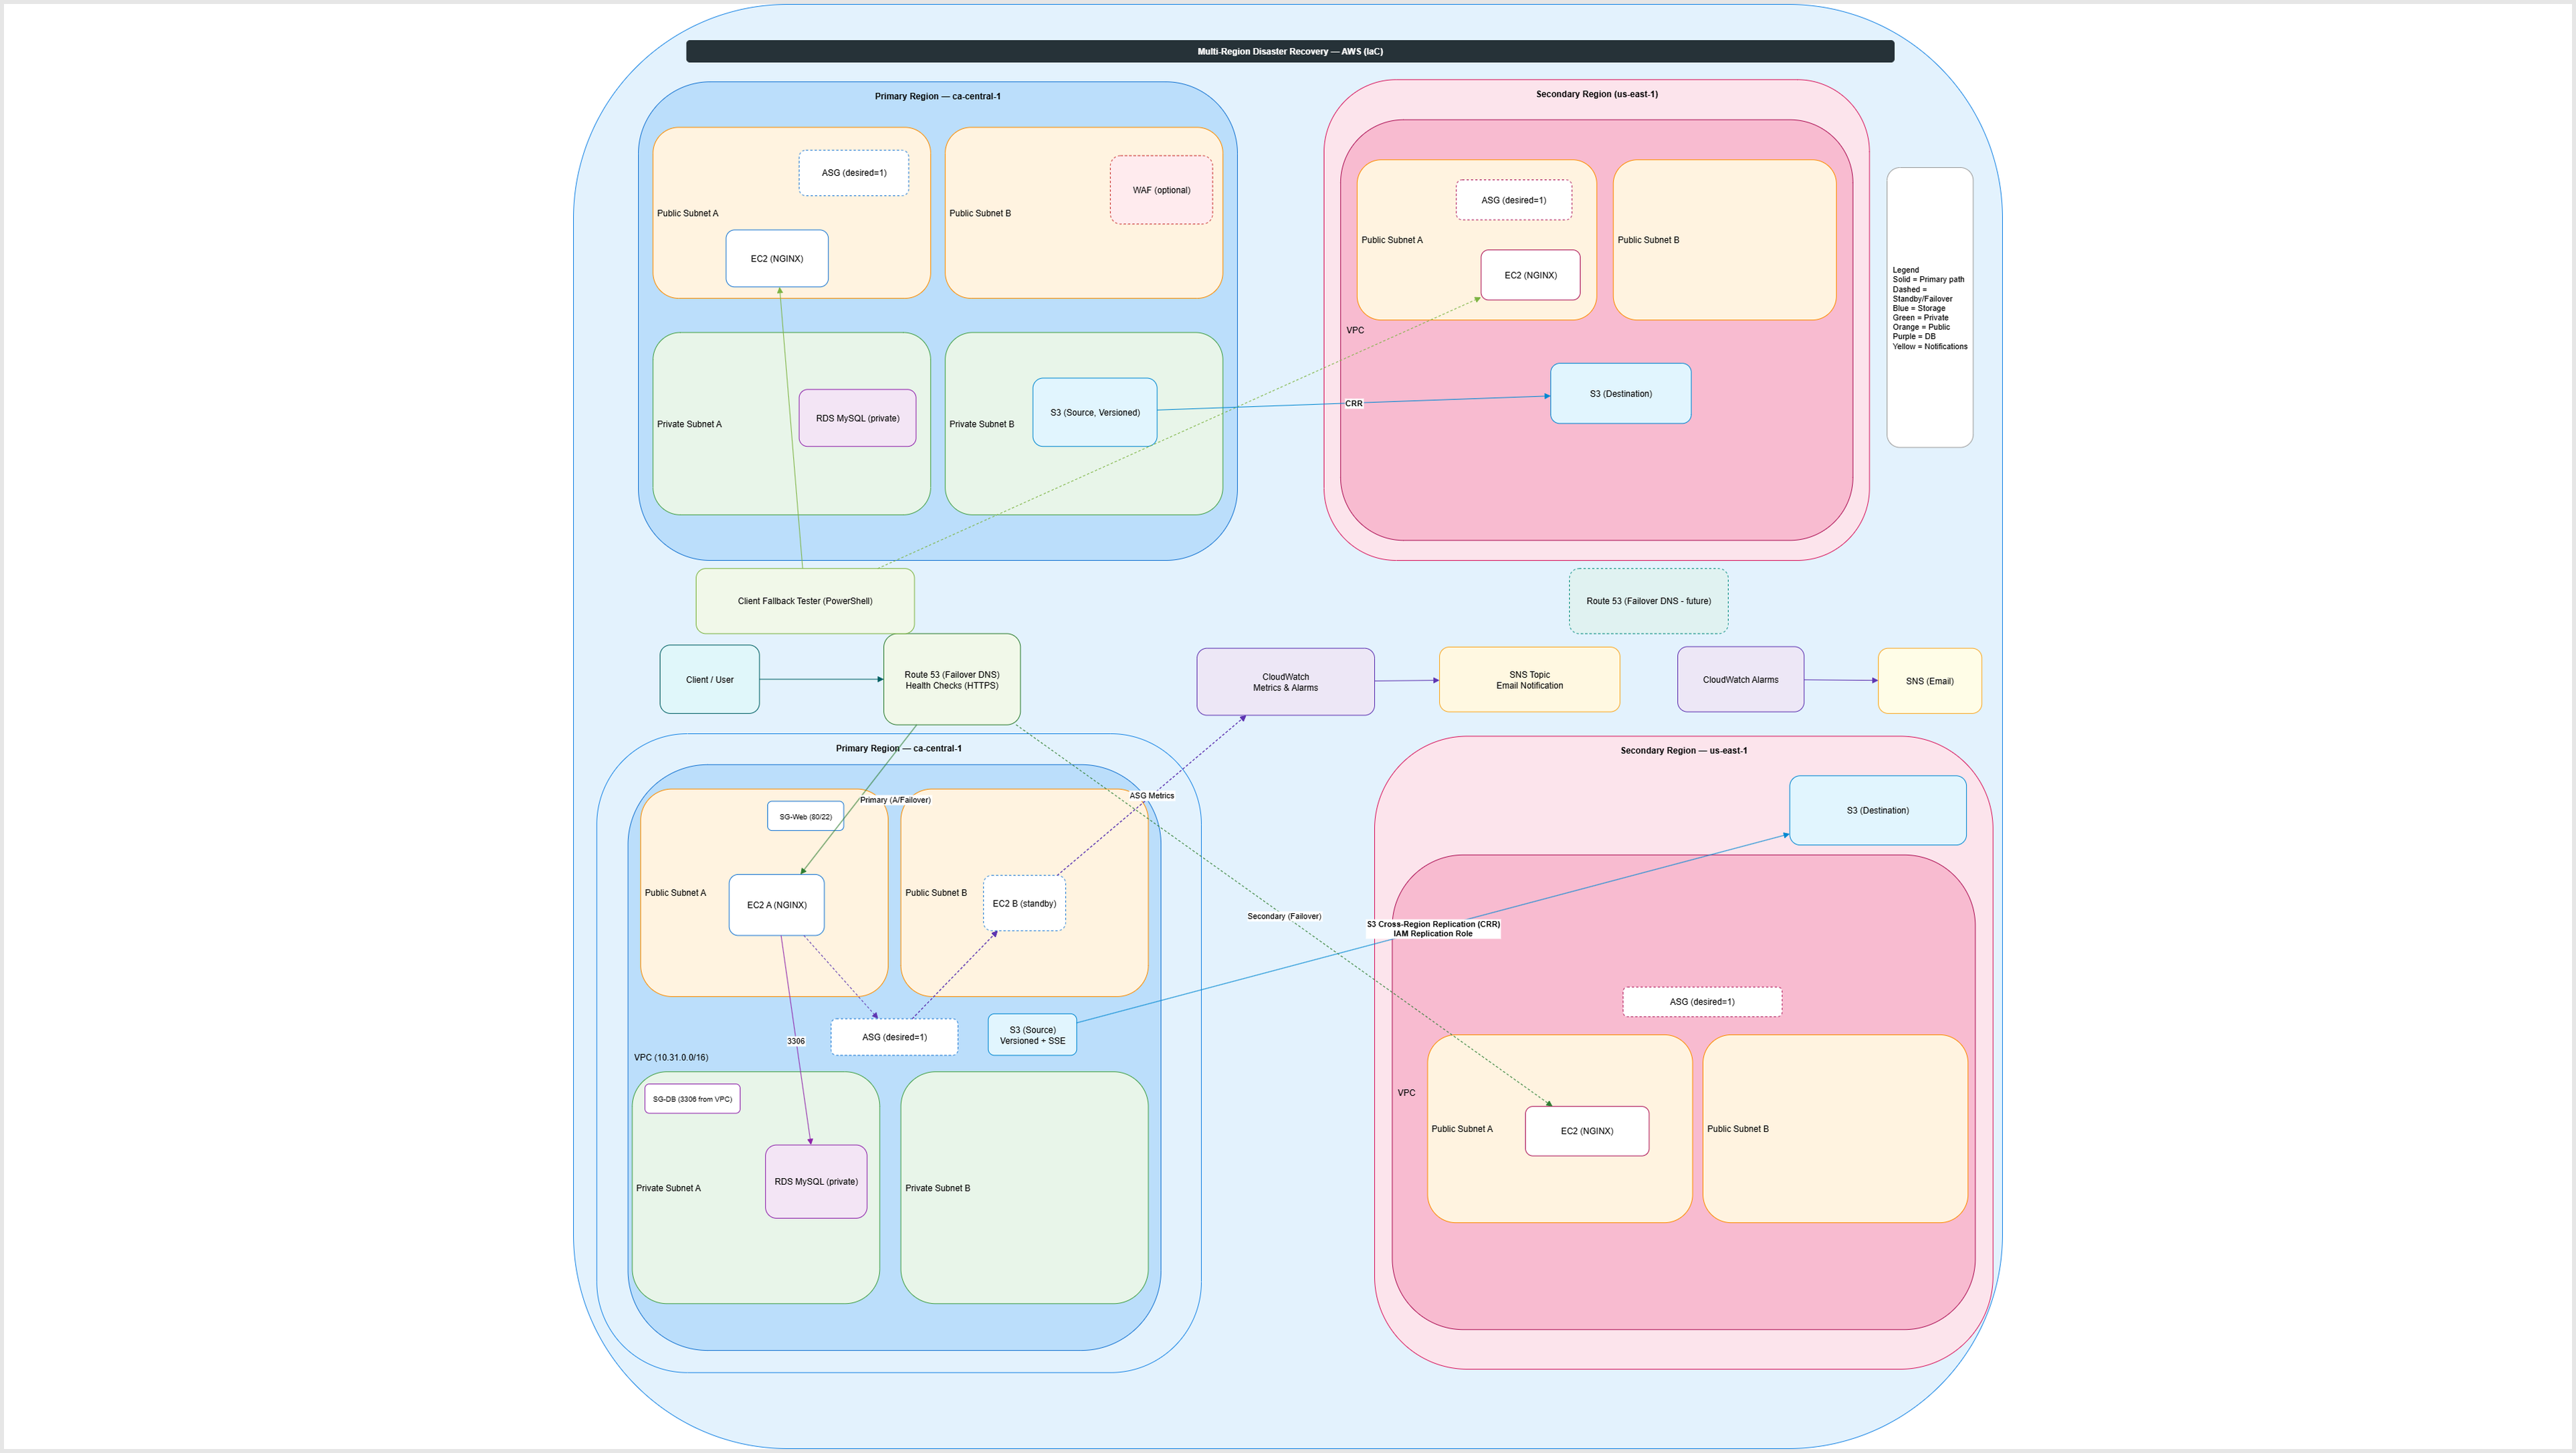 Multi-Region Disaster Recovery — AWS (IaC)
Primary Region — ca-central-1
ASG (desired=1)
Public Subnet A
EC2 (NGINX)
WAF (optional)
Public Subnet B
Private Subnet A
RDS MySQL (private)
Private Subnet B
S3 (Source, Versioned)
CRR
Secondary Region (us-east-1)
ASG (desired=1)
Public Subnet A
EC2 (NGINX)
Public Subnet B
VPC
S3 (Destination)
Legend
Solid = Primary path
Dashed =
Standby/Failover
Blue = Storage
Green = Private
Orange = Public
Purple = DB
Yellow = Notifications
Client Fallback Tester (PowerShell)
Route 53 (Failover DNS - future)
Client / User
Route 53 (Failover DNS)
Health Checks (HTTPS)
CloudWatch
Metrics & Alarms
SNS Topic
Email Notification
CloudWatch Alarms
SNS (Email)
Primary Region — ca-central-1
Primary (A/Failover)
ASG Metrics
SG-Web (80/22)
Public Subnet A
EC2 A (NGINX)
Public Subnet B
EC2 B (standby)
3306
ASG (desired=1)
S3 (Source)
Versioned + SSE
VPC (10.31.0.0/16)
SG-DB (3306 from VPC)
Private Subnet A
RDS MySQL (private)
Private Subnet B
Secondary (Failover)
S3 Cross-Region Replication (CRR)
IAM Replication Role
Secondary Region — us-east-1
S3 (Destination)
ASG (desired=1)
VPC
Public Subnet A
EC2 (NGINX)
Public Subnet B